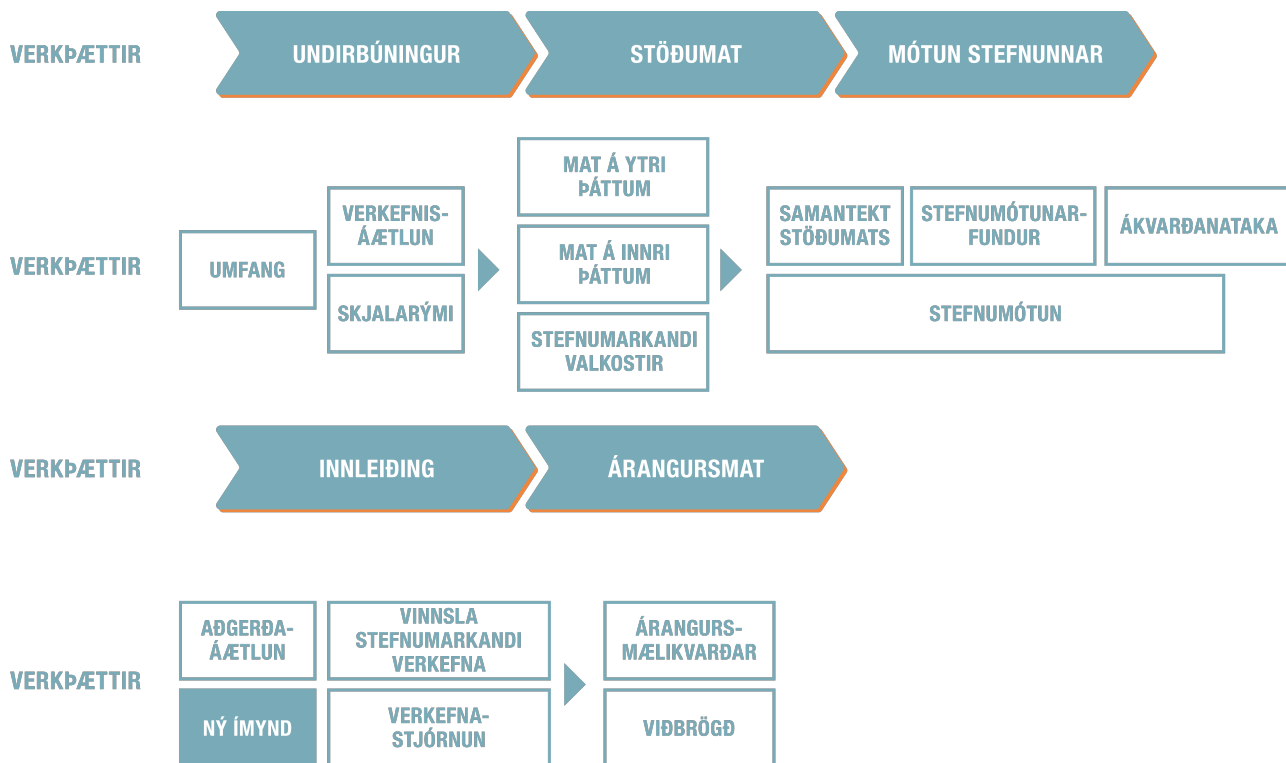 VERKÞÆTTIR
UNDIRBÚNINGUR
STÖÐUMAT
MÓTUN STEFNUNNAR
VERKÞÆTTIR
UMFANG
VERKEFNIS-
ÁÆTLUN
SKJALARÝMI
MAT Á YTRI
ÞÁTTUM
MAT Á INNRI
ÞÁTTUM
STEFNUMARKANDI
VALKOSTIR
SAMANTEKT
STÖÐUMATS
STEFNUMÓTUNAR-
FUNDUR
ÁKVARÐANATAKA
STEFNUMÓTUN
VERKÞÆTTIR
INNLEIÐING
ÁRANGURSMAT
VERKÞÆTTIR
AÐGERÐA-
ÁÆTLUN
NÝ ÍMYND
VINNSLA
STEFNUMARKANDI
VERKEFNA
VERKEFNA-
STJÓRNUN
ÁRANGURS-
MÆLIKVARÐAR
VIÐBRÖGÐ